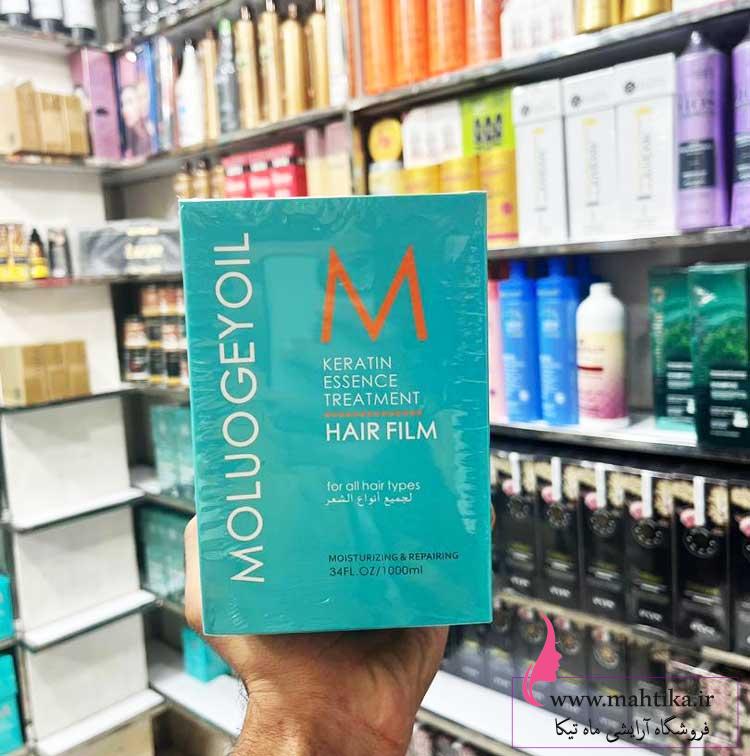 MOLUOGEYOIL
M
KERATIN
ESSENCE
TREATMENT
HAIR FILM
for all hair types
لجميع أنواع الشعر
MOISTURIZING & REPAIRING
34FL.OZ/1000ml
www.mahtika.ir
فروشگاه آرایشی ماه تیکا